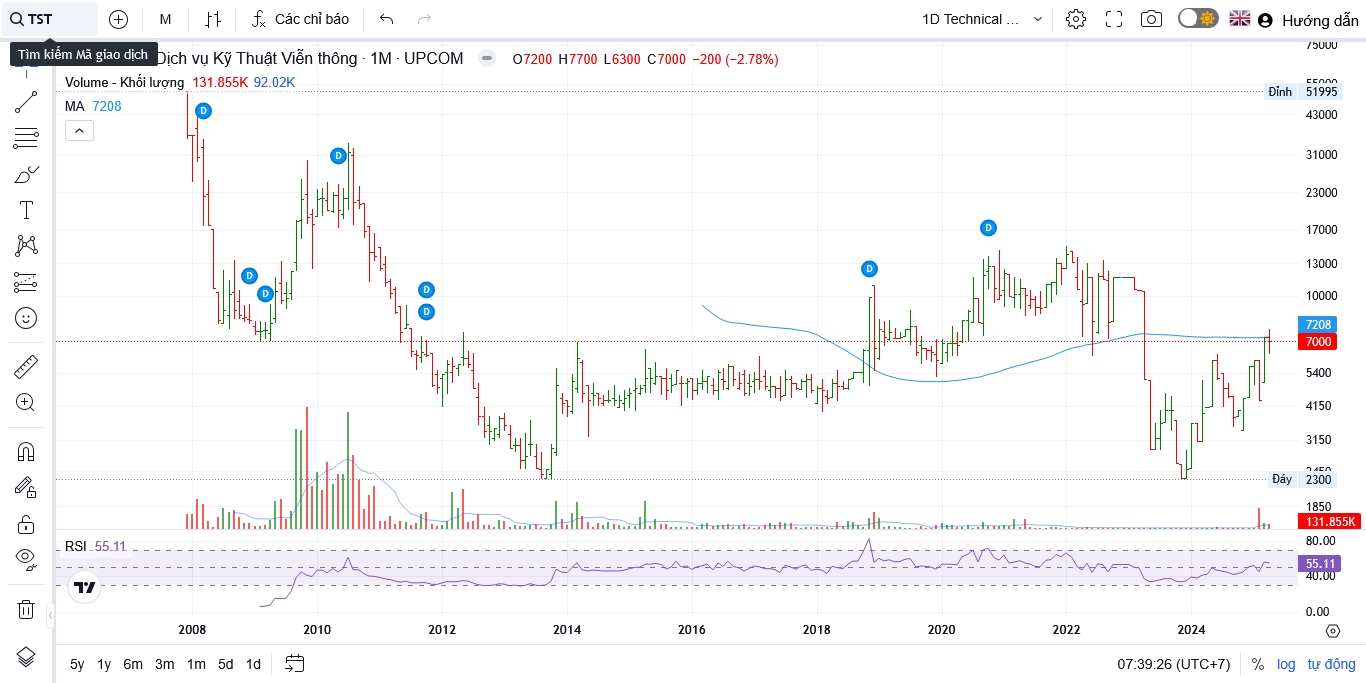 TST
M
Các chỉ báo
1D Technical ...
Hướng dẫn
Tìm kiếm Mã giao dịch
Dịch vụ Kỹ Thuật Viễn thông · 1M · UPCOM
O7200 H7700 L6300 C7000 −200 (−2.78%)
Volume - Khối lượng 131.855K 92.02K
MA 7208
75000
55000
Đỉnh 51995
43000
31000
23000
17000
13000
10000
7208
7000
5400
4150
3150
2450
Đáy 2300
1850
131.855K
D
D
D
D
D
D
D
D
RSI 55.11
80.00
55.11
40.00
0.00
2008 2010 2012 2014 2016 2018 2020 2022 2024
5y 1y 6m 3m 1m 5d 1d
07:39:26 (UTC+7) % log tự động